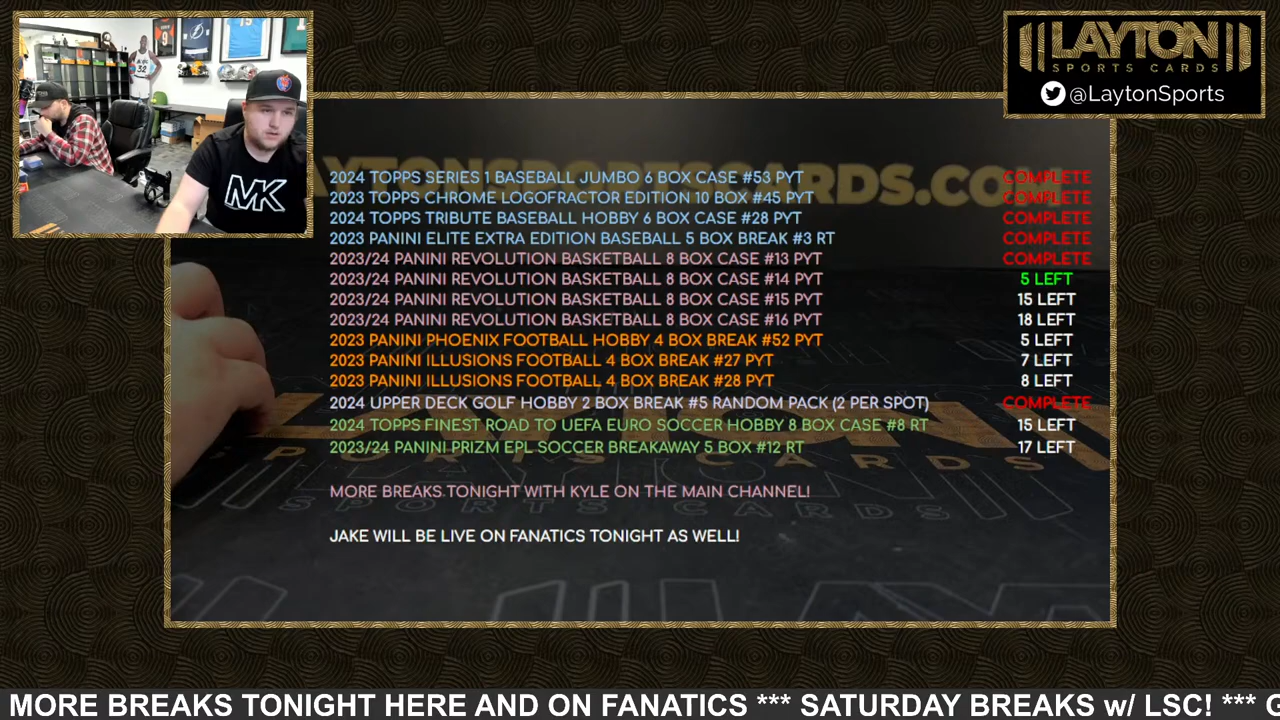 LAYTON
SPORTS CARDS
@LaytonSports
MK
2024 TOPPS SERIES 1 BASEBALL JUMBO 6 BOX CASE #53 PYT COMPLETE
2023 TOPPS CHROME LOGOFRACTOR EDITION 10 BOX #45 PYT COMPLETE
2024 TOPPS TRIBUTE BASEBALL HOBBY 6 BOX CASE #28 PYT COMPLETE
2023 PANINI ELITE EXTRA EDITION BASEBALL 5 BOX BREAK #3 RT COMPLETE
2023/24 PANINI REVOLUTION BASKETBALL 8 BOX CASE #13 PYT COMPLETE
2023/24 PANINI REVOLUTION BASKETBALL 8 BOX CASE #14 PYT 5 LEFT
2023/24 PANINI REVOLUTION BASKETBALL 8 BOX CASE #15 PYT 15 LEFT
2023/24 PANINI REVOLUTION BASKETBALL 8 BOX CASE #16 PYT 18 LEFT
2023 PANINI PHOENIX FOOTBALL HOBBY 4 BOX BREAK #52 PYT 5 LEFT
2023 PANINI ILLUSIONS FOOTBALL 4 BOX BREAK #27 PYT 7 LEFT
2023 PANINI ILLUSIONS FOOTBALL 4 BOX BREAK #28 PYT 8 LEFT
2024 UPPER DECK GOLF HOBBY 2 BOX BREAK #5 RANDOM PACK (2 PER SPOT) COMPLETE
2024 TOPPS FINEST ROAD TO UEFA EURO SOCCER HOBBY 8 BOX CASE #8 RT 15 LEFT
2023/24 PANINI PRIZM EPL SOCCER BREAKAWAY 5 BOX #12 RT 17 LEFT
MORE BREAKS TONIGHT WITH KYLE ON THE MAIN CHANNEL!
JAKE WILL BE LIVE ON FANATICS TONIGHT AS WELL!
MORE BREAKS TONIGHT HERE AND ON FANATICS *** SATURDAY BREAKS w/ LSC! *** G